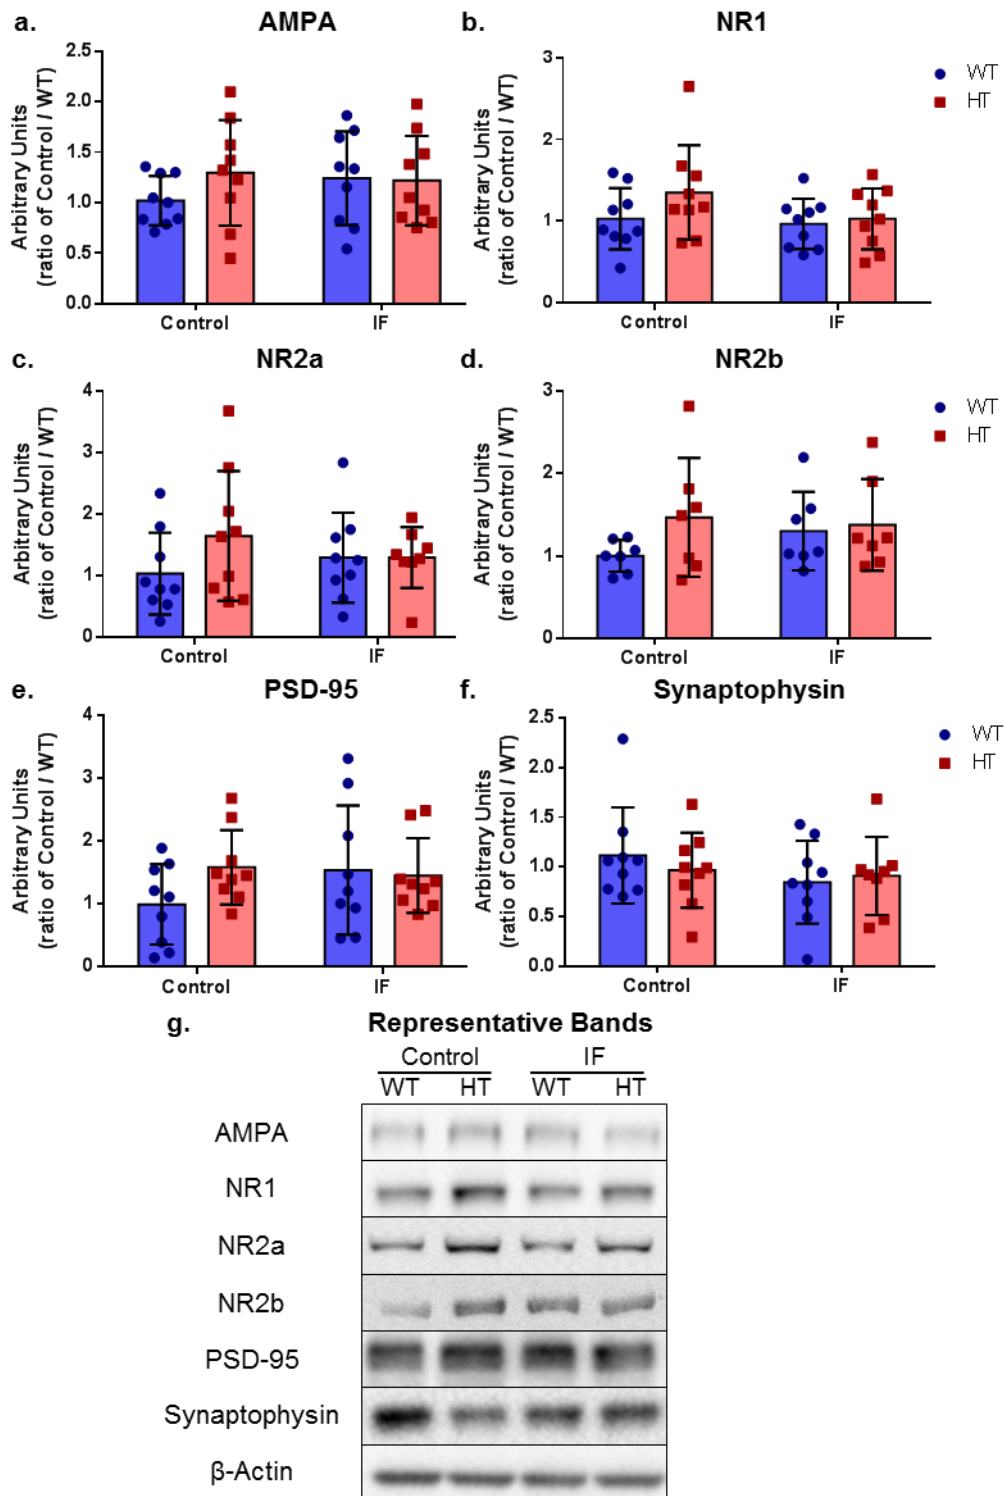 a.
AMPA
Arbitrary Units
(ratio of Control / WT)
2.5
2.0
1.5
1.0
0.5
0.0
Control
IF
b.
NR1
Arbitrary Units
(ratio of Control / WT)
3
2
1
0
Control
IF
WT
HT
c.
NR2a
Arbitrary Units
(ratio of Control / WT)
4
3
2
1
0
Control
IF
d.
NR2b
Arbitrary Units
(ratio of Control / WT)
3
2
1
0
Control
IF
WT
HT
e.
PSD-95
Arbitrary Units
(ratio of Control / WT)
4
3
2
1
0
Control
IF
f.
Synaptophysin
Arbitrary Units
(ratio of Control / WT)
2.5
2.0
1.5
1.0
0.5
0.0
Control
IF
WT
HT
g.
Representative Bands
Control IF
WT HT WT HT
AMPA
NR1
NR2a
NR2b
PSD-95
Synaptophysin
β-Actin